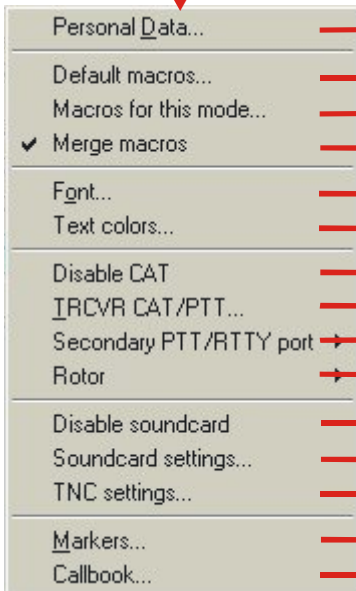 Personal Data...
Default macros...
Macros for this mode...
Merge macros
Font...
Text colors...
Disable CAT
TRCVR CAT/PTT...
Secondary PTT/RTTY port
Rotor
Disable soundcard
Soundcard settings...
TNC settings...
Markers...
Callbook...